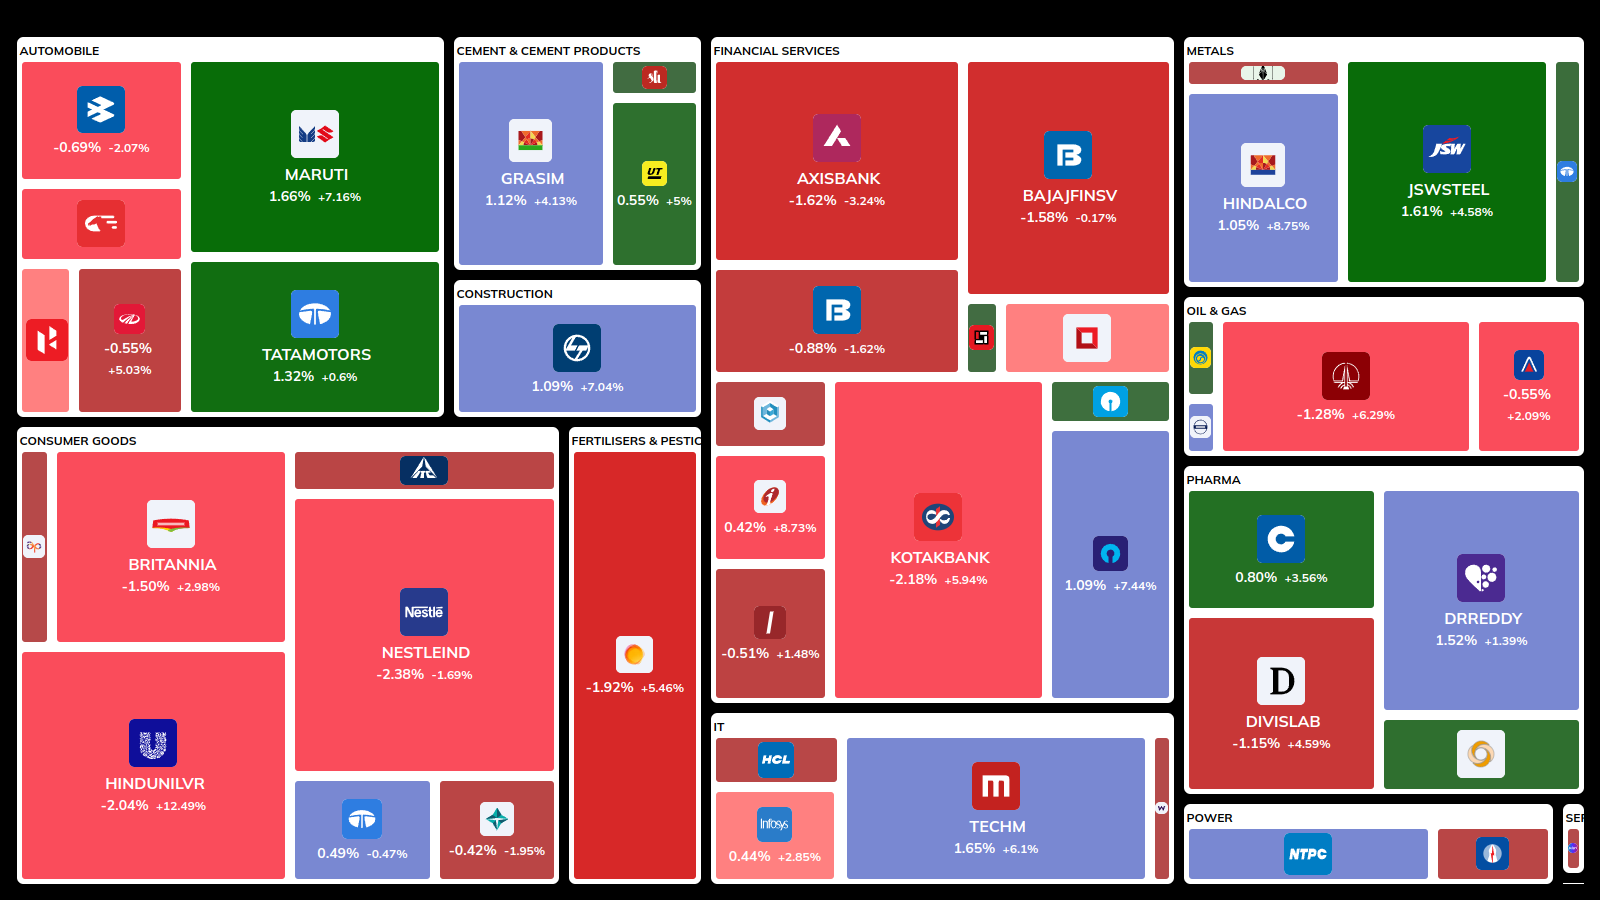 AUTOMOBILE
-0.69% -2.07%
MARUTI
1.66% +7.16%
-0.55%
+5.03%
TATAMOTORS
1.32% +0.6%
CEMENT & CEMENT PRODUCTS
GRASIM
1.12% +4.13%
UT
0.55% +5%
CONSTRUCTION
1.09% +7.04%
FINANCIAL SERVICES
AXISBANK
-1.62% -3.24%
BAJAJFINSV
-1.58% -0.17%
-0.88% -1.62%
0.42% +8.73%
-0.51% +1.48%
KOTAKBANK
-2.18% +5.94%
1.09% +7.44%
METALS
HINDALCO
1.05% +8.75%
JSW
JSWSTEEL
1.61% +4.58%
OIL & GAS
-1.28% +6.29%
-0.55%
+2.09%
CONSUMER GOODS
BRITANNIA
-1.50% +2.98%
ITC
Nestlé
NESTLEIND
-2.38% -1.69%
HINDUNILVR
-2.04% +12.49%
0.49% -0.47%
-0.42% -1.95%
FERTILISERS & PESTIC
-1.92% +5.46%
IT
HCL
Infosys
0.44% +2.85%
TECHM
1.65% +6.1%
W
PHARMA
0.80% +3.56%
DRREDDY
1.52% +1.39%
D
DIVISLAB
-1.15% +4.59%
POWER
NTPC
SER